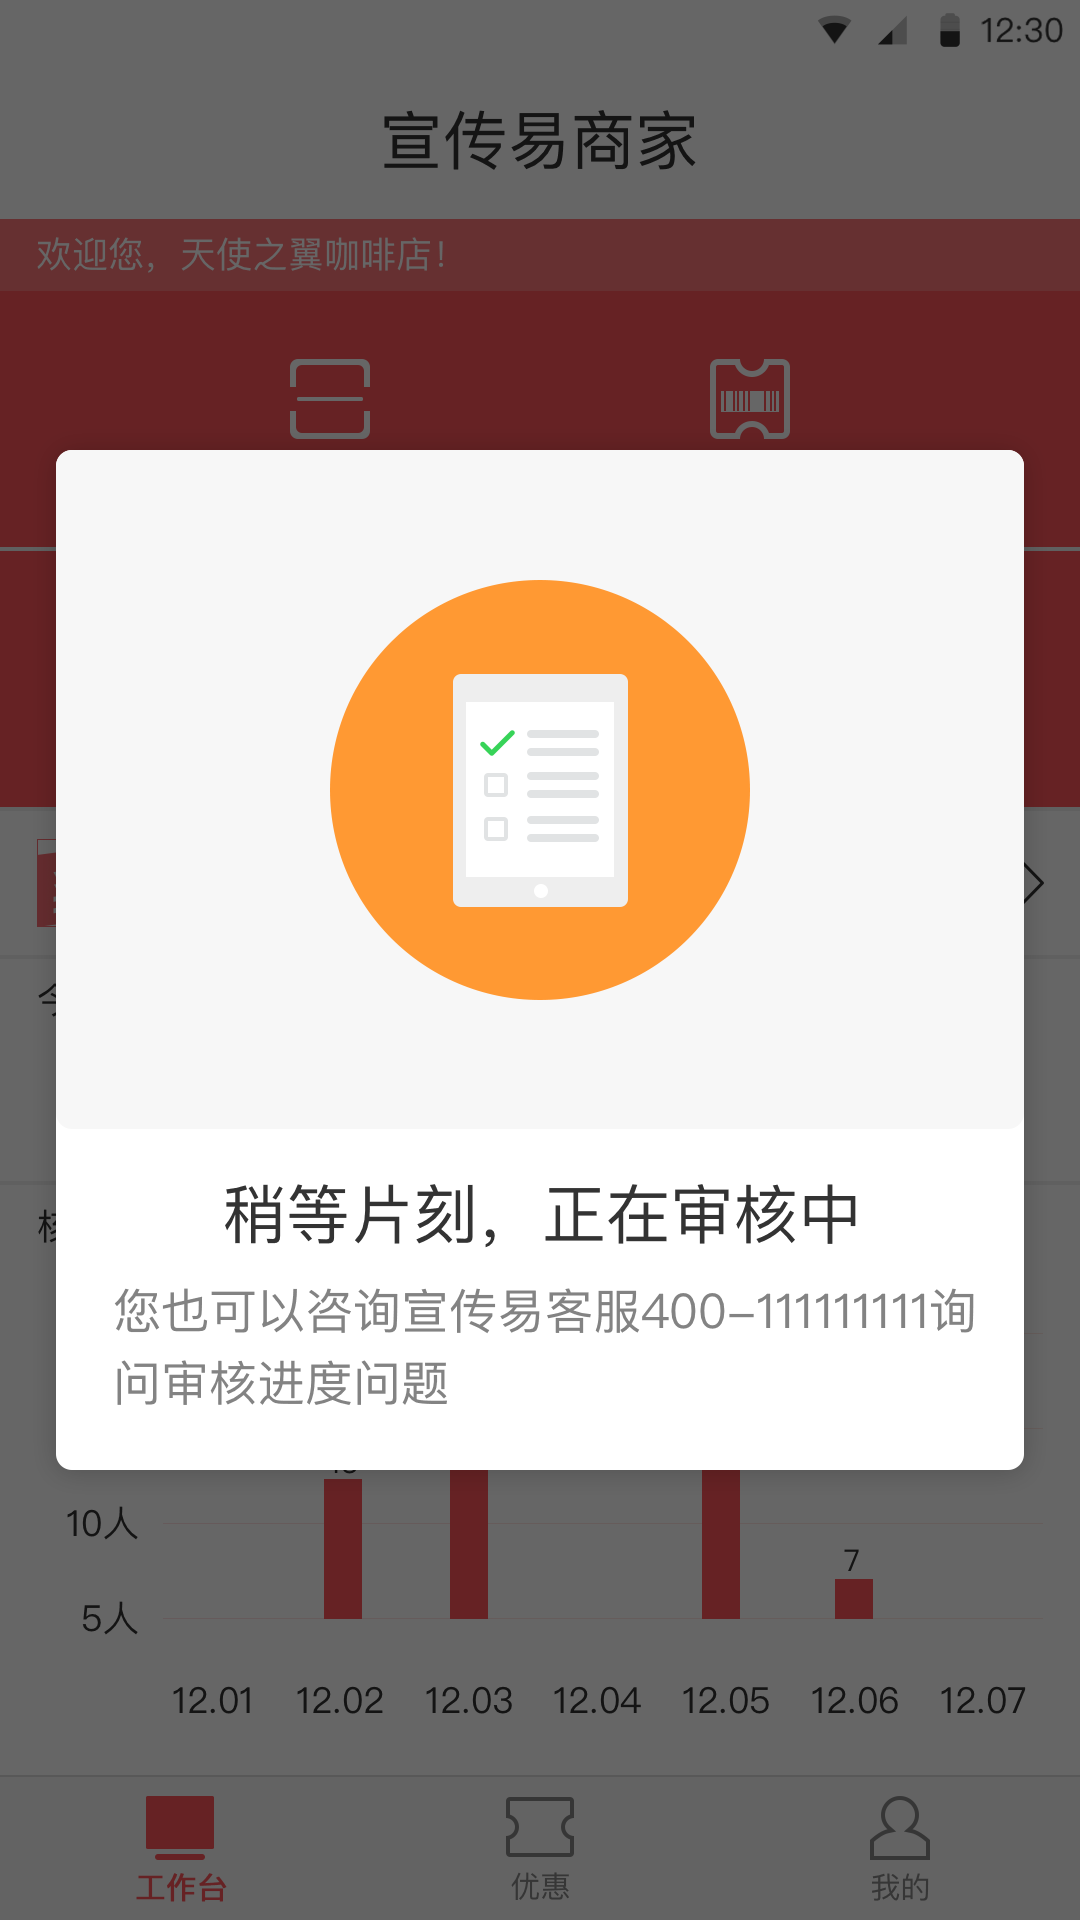 12:30
宣传易商家
欢迎您，天使之翼咖啡店！
今
稍等片刻，正在审核中
您也可以咨询宣传易客服400-111111111询
问审核进度问题
10人
7
5人
12.01 12.02 12.03 12.04 12.05 12.06 12.07
工作台 优惠 我的